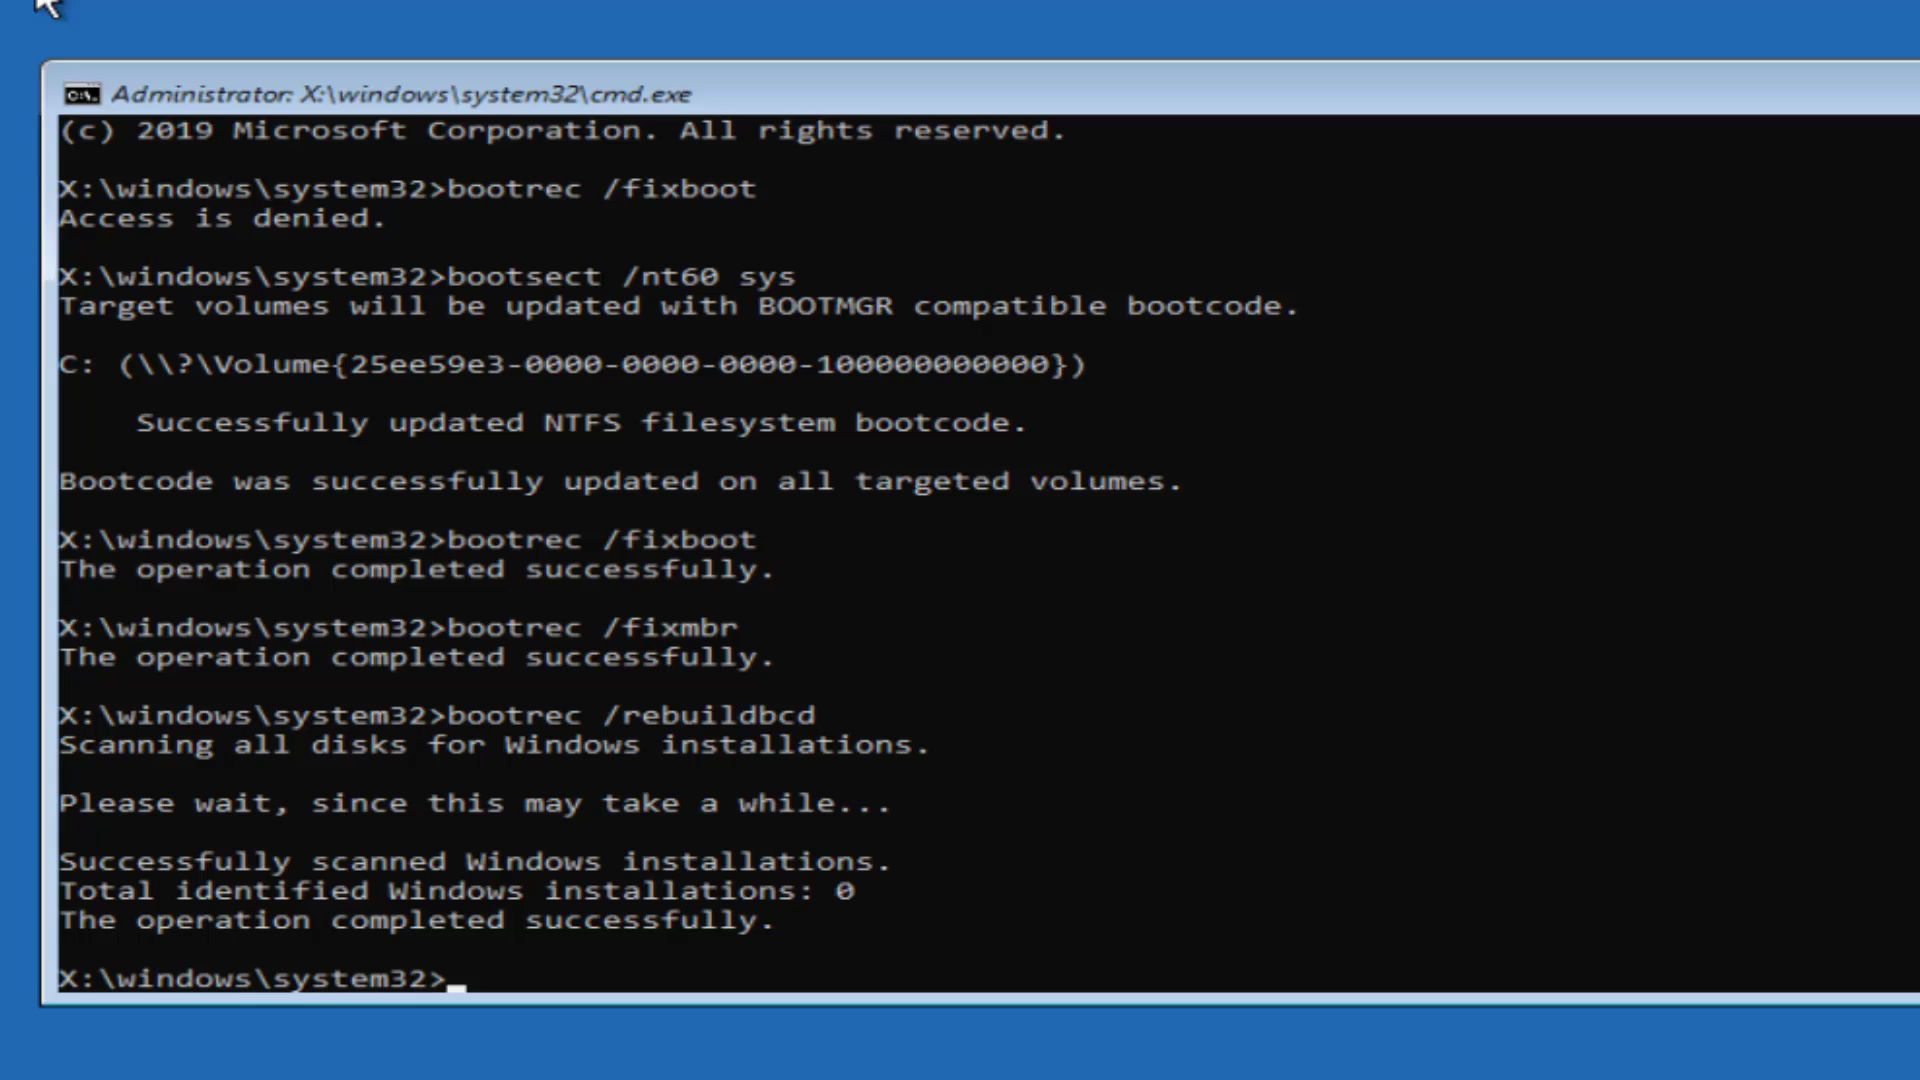 Administrator: X:\windows\system32\cmd.exe
(c) 2019 Microsoft Corporation. All rights reserved.
X:\windows\system32>bootrec /fixboot
Access is denied.
X:\windows\system32>bootsect /nt60 sys
Target volumes will be updated with BOOTMGR compatible bootcode.
C: (\\?\Volume{25ee59e3-0000-0000-0000-100000000000})
Successfully updated NTFS filesystem bootcode.
Bootcode was successfully updated on all targeted volumes.
X:\windows\system32>bootrec /fixboot
The operation completed successfully.
X:\windows\system32>bootrec /fixmbr
The operation completed successfully.
X:\windows\system32>bootrec /rebuildbcd
Scanning all disks for Windows installations.
Please wait, since this may take a while...
Successfully scanned Windows installations.
Total identified Windows installations: 0
The operation completed successfully.
X:\windows\system32>